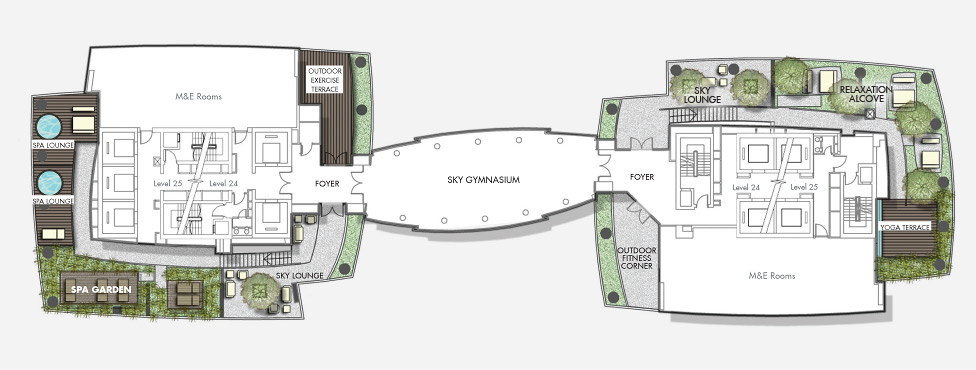 M&E Rooms
OUTDOOR
EXERCISE
TERRACE
SPA LOUNGE
SPA LOUNGE
Level 25
Level 24
FOYER
SKY LOUNGE
SPA GARDEN
SKY GYMNASIUM
SKY
LOUNGE
RELAXATION
ALCOVE
FOYER
Level 24
Level 25
YOGA TERRACE
OUTDOOR
FITNESS
CORNER
M&E Rooms